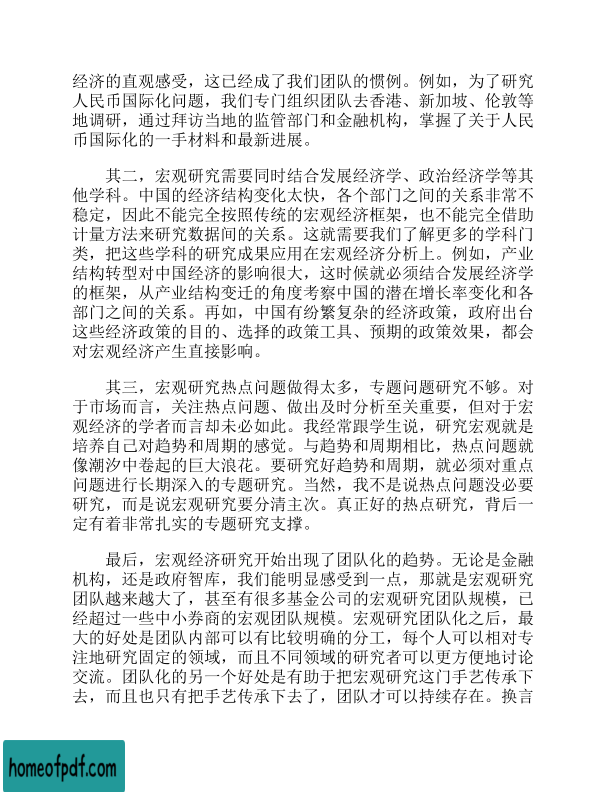 经济的直观感受，这已经成了我们团队的惯例。例如，为了研究
人民币国际化问题，我们专门组织团队去香港、新加坡、伦敦等
地调研，通过拜访当地的监管部门和金融机构，掌握了关于人民
币国际化的一手材料和最新进展。
其二，宏观研究需要同时结合发展经济学、政治经济学等其
他学科。中国的经济结构变化太快，各个部门之间的关系非常不
稳定，因此不能完全按照传统的宏观经济框架，也不能完全借助
计量方法来研究数据间的关系。这就需要我们了解更多的学科门
类，把这些学科的研究成果应用在宏观经济分析上。例如，产业
结构转型对中国经济的影响很大，这时候就必须结合发展经济学
的框架，从产业结构变迁的角度考察中国的潜在增长率变化和各
部门之间的关系。再如，中国有纷繁复杂的经济政策，政府出台
这些经济政策的目的、选择的政策工具、预期的政策效果，都会
对宏观经济产生直接影响。
其三，宏观研究热点问题做得太多，专题问题研究不够。对
于市场而言，关注热点问题、做出及时分析至关重要，但对于宏
观经济的学者而言却未必如此。我经常跟学生说，研究宏观就是
培养自己对趋势和周期的感觉。与趋势和周期相比，热点问题就
像潮汐中卷起的巨大浪花。要研究好趋势和周期，就必须对重点
问题进行长期深入的专题研究。当然，我不是说热点问题没必要
研究，而是说宏观研究要分清主次。真正好的热点研究，背后一
定有着非常扎实的专题研究支撑。
最后，宏观经济研究开始出现了团队化的趋势。无论是金融
机构，还是政府智库，我们能明显感受到一点，那就是宏观研究
团队越来越大了，甚至有很多基金公司的宏观研究团队规模，已
经超过一些中小券商的宏观团队规模。宏观研究团队化之后，最
大的好处是团队内部可以有比较明确的分工，每个人可以相对专
注地研究固定的领域，而且不同领域的研究者可以更方便地讨论
交流。团队化的另一个好处是有助于把宏观研究这门手艺传承下
去，而且也只有把手艺传承下去了，团队才可以持续存在。换言
homeofpdf.com